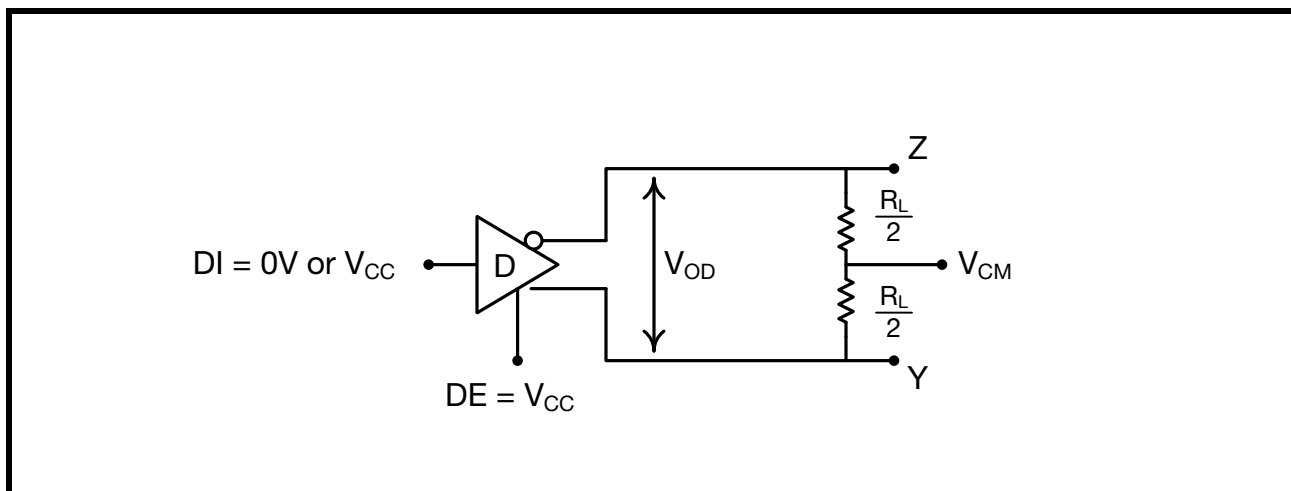 Z
R_L
2
DI = 0V or V_CC
D
V_OD
V_CM
R_L
2
Y
DE = V_CC